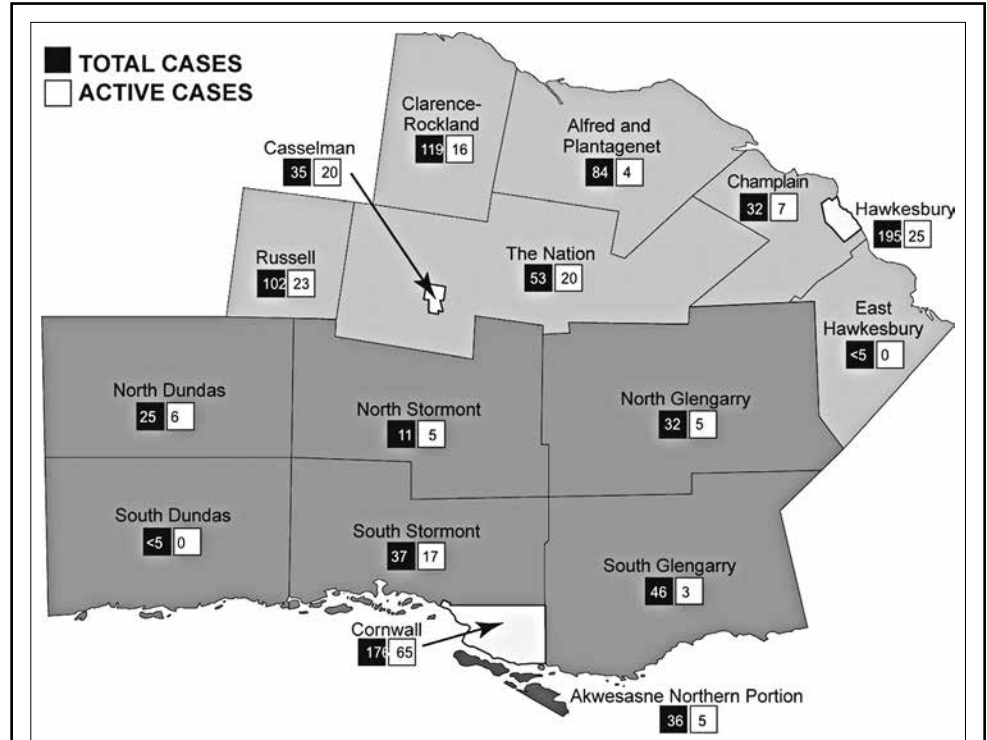 TOTAL CASES
ACTIVE CASES
Clarence-
Rockland
119 16
Alfred and
Plantagenet
84 4
Casselman
35 20
Champlain
32 7
Hawkesbury
195 25
Russell
102 23
The Nation
53 20
East
Hawkesbury
<5 0
North Dundas
25 6
North Stormont
11 5
North Glengarry
32 5
South Dundas
<5 0
South Stormont
37 17
South Glengarry
46 3
Cornwall
176 65
Akwesasne Northern Portion
36 5